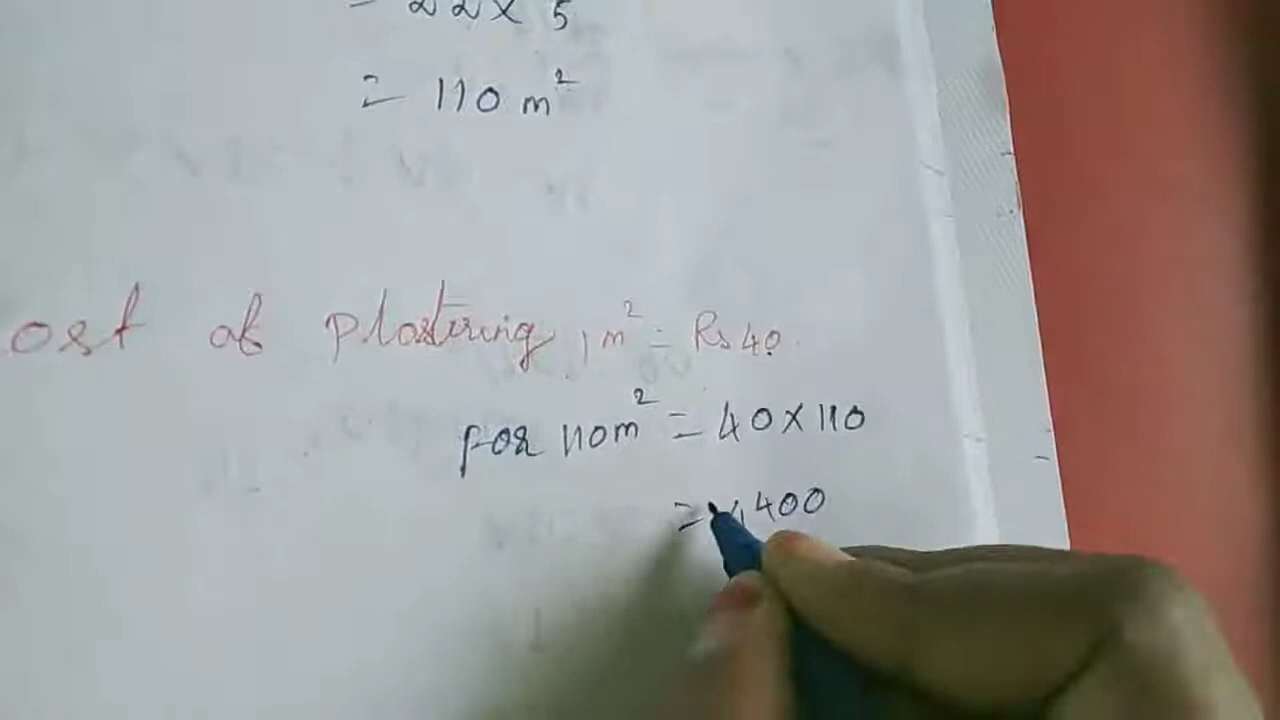 = 22 x 5
= 110 m²
ost of plastering 1m² = Rs 40.
for 110m² = 40 x 110
= 4400